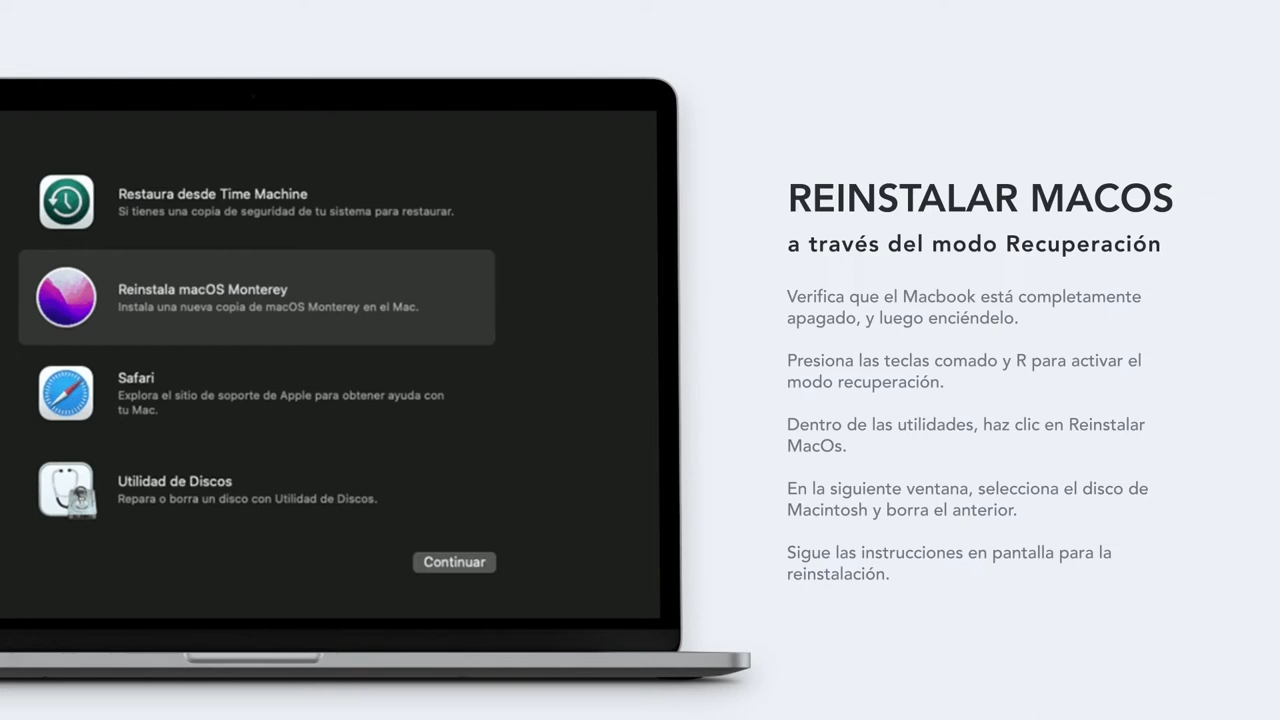 Restaura desde Time Machine
Si tienes una copia de seguridad de tu sistema para restaurar.
Reinstala macOS Monterey
Instala una nueva copia de macOS Monterey en el Mac.
Safari
Explora el sitio de soporte de Apple para obtener ayuda con
tu Mac.
Utilidad de Discos
Repara o borra un disco con Utilidad de Discos.
Continuar
REINSTALAR MACOS
a través del modo Recuperación
Verifica que el Macbook está completamente
apagado, y luego enciéndelo.
Presiona las teclas comado y R para activar el
modo recuperación.
Dentro de las utilidades, haz clic en Reinstalar
MacOs.
En la siguiente ventana, selecciona el disco de
Macintosh y borra el anterior.
Sigue las instrucciones en pantalla para la
reinstalación.